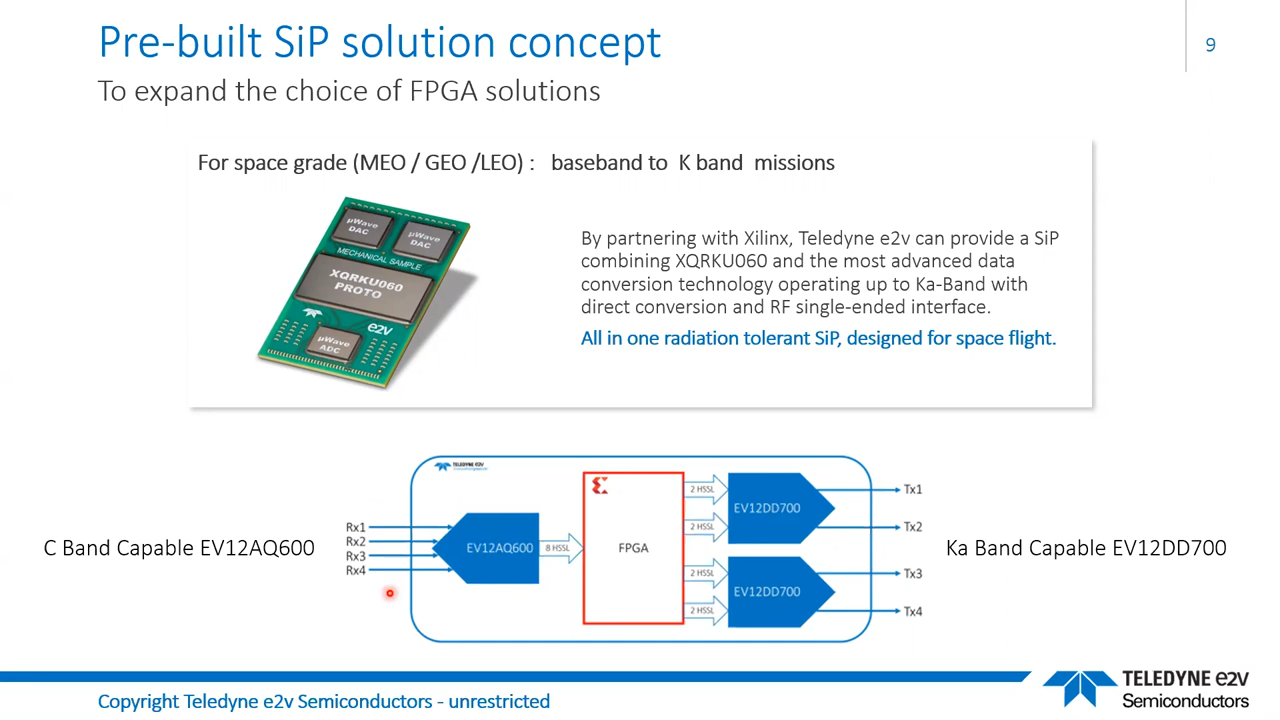 Pre-built SiP solution concept
9
To expand the choice of FPGA solutions
For space grade (MEO / GEO /LEO) : baseband to K band missions
µWave
DAC
µWave
DAC
MECHANICAL SAMPLE
XQRKU060
PROTO
e2v
µWave
ADC
By partnering with Xilinx, Teledyne e2v can provide a SiP
combining XQRKU060 and the most advanced data
conversion technology operating up to Ka-Band with
direct conversion and RF single-ended interface.
All in one radiation tolerant SiP, designed for space flight.
TELEDYNE e2v
C Band Capable EV12AQ600
Rx1
Rx2
Rx3
Rx4
EV12AQ600
8 HSSL
FPGA
2 HSSL
2 HSSL
2 HSSL
2 HSSL
EV12DD700
EV12DD700
Tx1
Tx2
Tx3
Tx4
Ka Band Capable EV12DD700
Copyright Teledyne e2v Semiconductors - unrestricted
TELEDYNE e2v
Semiconductors